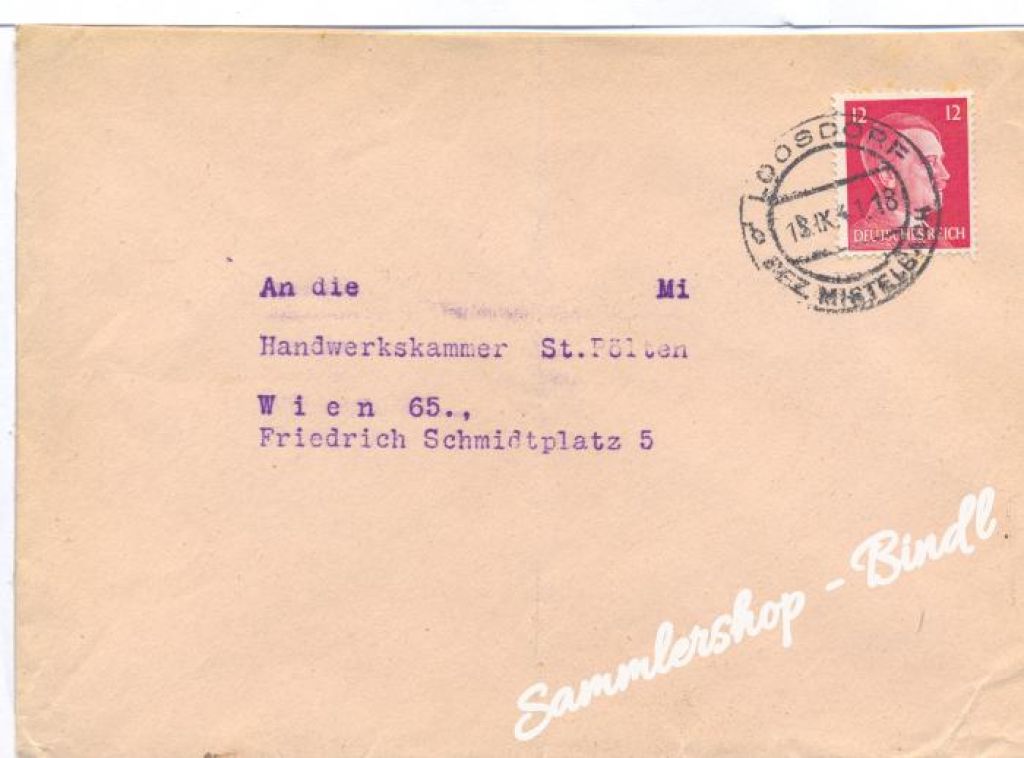 12 12
LOOSDORF
DEUTSCHES REICH
BEZ. MISTELBACH
An die Mi
Handwerkskammer St.Pölten
W i e n 65.,
Friedrich Schmidtplatz 5
Sammlershop - Bindl